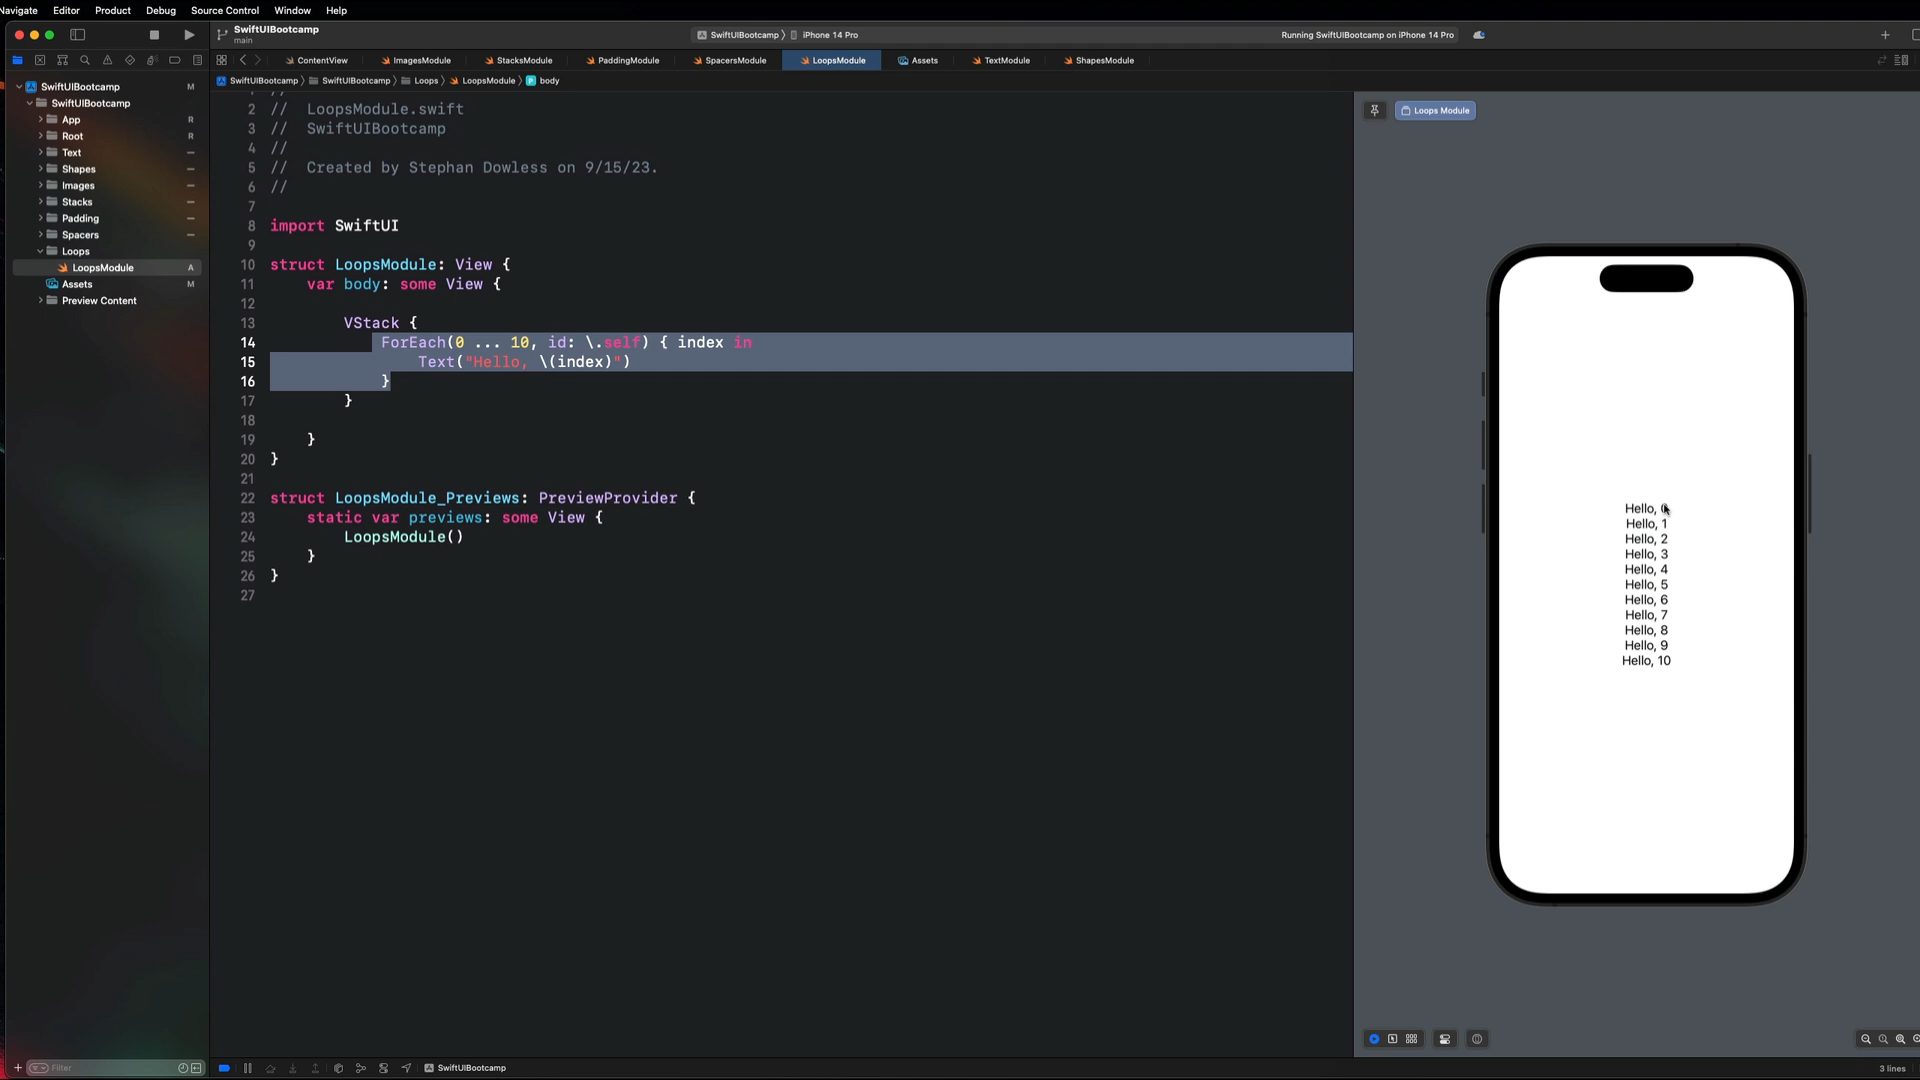 Navigate Editor Product Debug Source Control Window Help
SwiftUIBootcamp
main
SwiftUIBootcamp iPhone 14 Pro
Running SwiftUIBootcamp on iPhone 14 Pro
ContentView ImagesModule StacksModule PaddingModule SpacersModule LoopsModule Assets TextModule ShapesModule
SwiftUIBootcamp SwiftUIBootcamp Loops LoopsModule body
SwiftUIBootcamp M
SwiftUIBootcamp
App R
Root R
Text
Shapes
Images
Stacks
Padding
Spacers
Loops
LoopsModule A
Assets M
Preview Content
2 // LoopsModule.swift
3 // SwiftUIBootcamp
4 //
5 // Created by Stephan Dowless on 9/15/23.
6 //
7
8 import SwiftUI
9
10 struct LoopsModule: View {
11 var body: some View {
12
13 VStack {
14 ForEach(0 ... 10, id: \.self) { index in
15 Text("Hello, \(index)")
16 }
17 }
18
19 }
20 }
21
22 struct LoopsModule_Previews: PreviewProvider {
23 static var previews: some View {
24 LoopsModule()
25 }
26 }
27
Loops Module
Hello, 0
Hello, 1
Hello, 2
Hello, 3
Hello, 4
Hello, 5
Hello, 6
Hello, 7
Hello, 8
Hello, 9
Hello, 10
Filter
SwiftUIBootcamp
3 lines